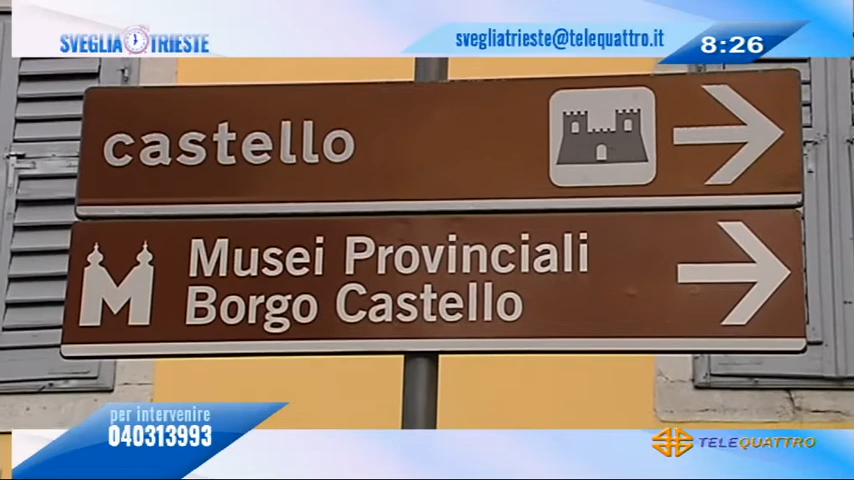 SVEGLIA TRIESTE
svegliatrieste@telequattro.it
8:26
castello
M
Musei Provinciali
Borgo Castello
per intervenire
040313993
TELEQUATTRO